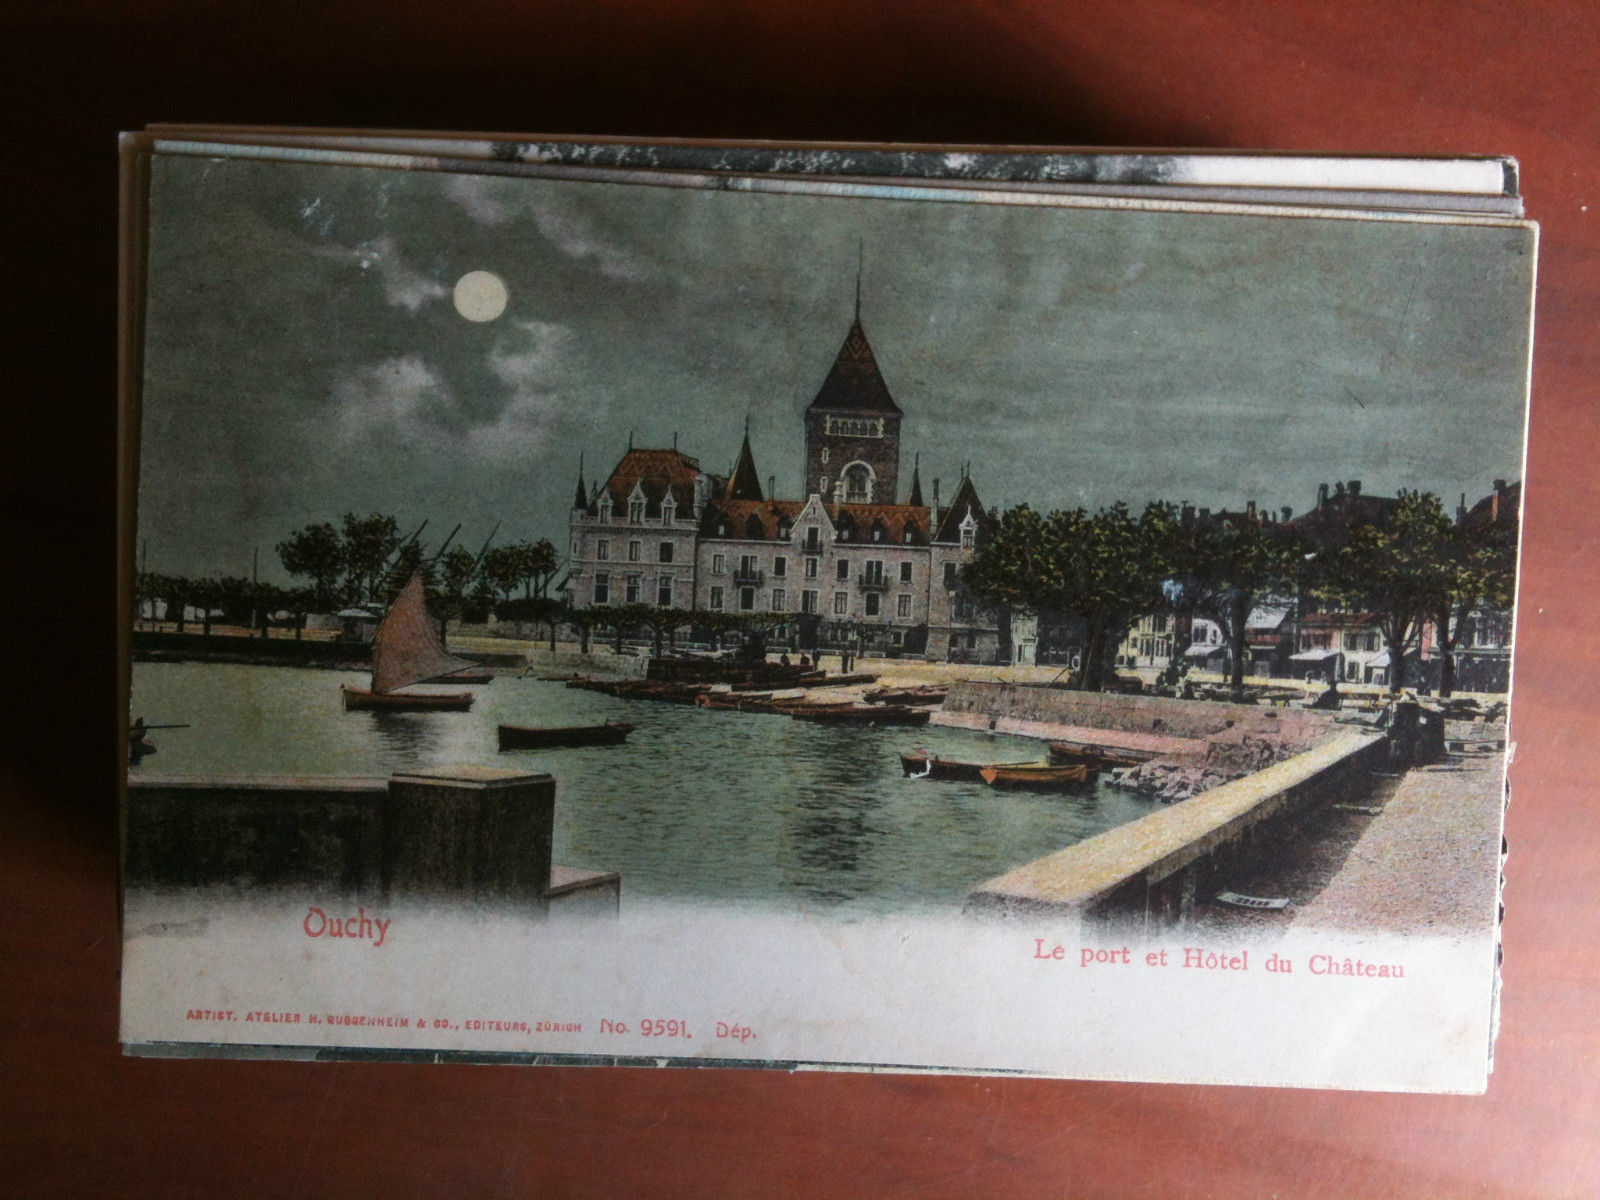 Ouchy
Le port et Hôtel du Château
ARTIST. ATELIER H. GUGGENHEIM & CO., EDITEURS, ZÜRICH No. 9591. Dép.